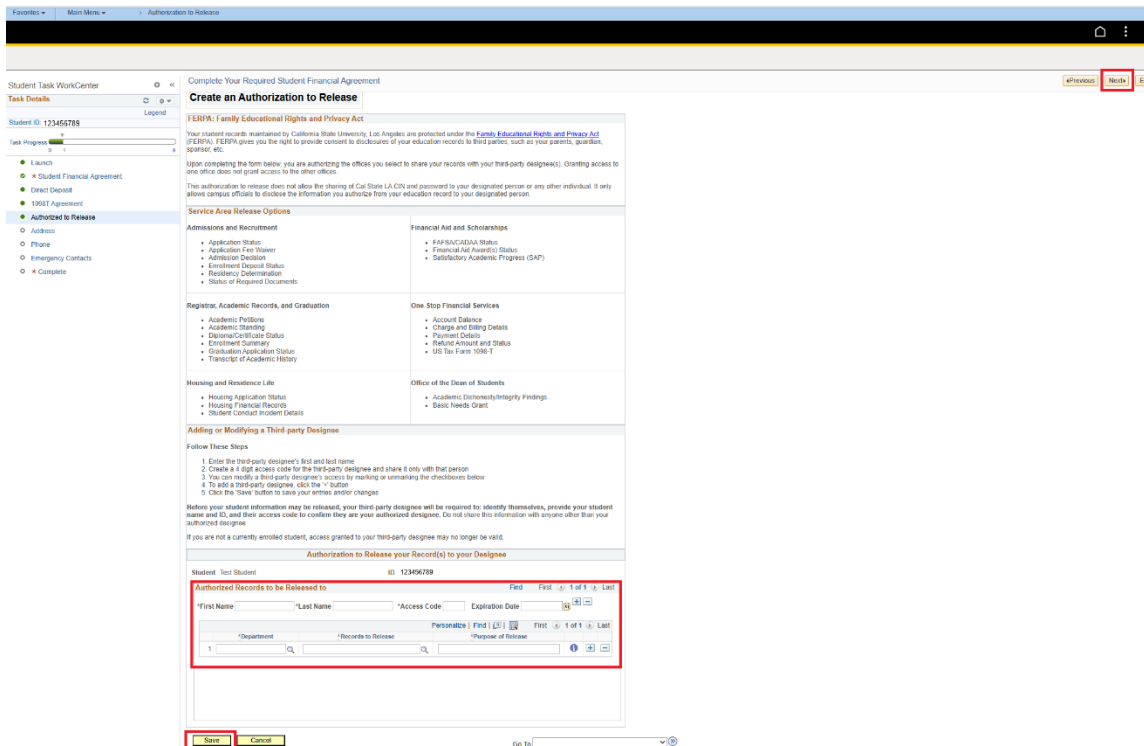 Favorites Main Menu > Authorization to Release
Complete Your Required Student Financial Agreement
Previous Next
Student Task WorkCenter
Create an Authorization to Release
Task Details
Legend
Student ID: 123456789
Task Progress
Launch
* Student Financial Agreement
Direct Deposit
1098T Agreement
Authorized to Release
Address
Phone
Emergency Contacts
* Complete
FERPA: Family Educational Rights and Privacy Act
Your student records maintained by California State University, Los Angeles are protected under the Family Educational Rights and Privacy Act
(FERPA). FERPA gives you the right to provide consent to disclosures of your education records to third parties, such as your parents, guardian,
sponsor, etc.
Upon completing the form below, you are authorizing the offices you select to share your records with your third-party designee(s). Granting access to
one office does not grant access to the other offices.
This authorization to release does not allow the sharing of Cal State LA CIN and password to your designated person or any other individual. It only
allows campus officials to disclose the information you authorize from your education record to your designated person.
Service Area Release Options
Admissions and Recruitment
Application Status
Application Fee Waiver
Admission Decision
Enrollment Deposit Status
Residency Determination
Status of Required Documents
Financial Aid and Scholarships
FAFSA/CADAA Status
Financial Aid Award(s) Status
Satisfactory Academic Progress (SAP)
Registrar, Academic Records, and Graduation
Academic Petitions
Academic Standing
Diploma/Certificate Status
Enrollment Summary
Graduation Application Status
Transcript of Academic History
One-Stop Financial Services
Account Balance
Charge and Billing Details
Payment Details
Refund Amount and Status
US Tax Form 1098-T
Housing and Residence Life
Housing Application Status
Housing Financial Records
Student Conduct Incident Details
Office of the Dean of Students
Academic Dishonesty/Integrity Findings
Basic Needs Grant
Adding or Modifying a Third-party Designee
Follow These Steps
1. Enter the third-party designee's first and last name
2. Create a 4 digit access code for the third-party designee and share it only with that person
3. You can modify a third-party designee's access by marking or unmarking the checkboxes below
4. To add a third-party designee, click the '+' button
5. Click the 'Save' button to save your entries and/or changes
Before your student information may be released, your third-party designee will be required to: identify themselves, provide your student
name and ID, and their access code to confirm they are your authorized designee. Do not share this information with anyone other than your
authorized designee.
If you are not a currently enrolled student, access granted to your third-party designee may no longer be valid.
Authorization to Release your Record(s) to your Designee
Student Test Student ID 123456789
Authorized Records to be Released to Find First 1 of 1 Last
*First Name *Last Name *Access Code Expiration Date
Personalize | Find | First 1 of 1 Last
*Department *Records to Release *Purpose of Release
1
Save Cancel
Go To